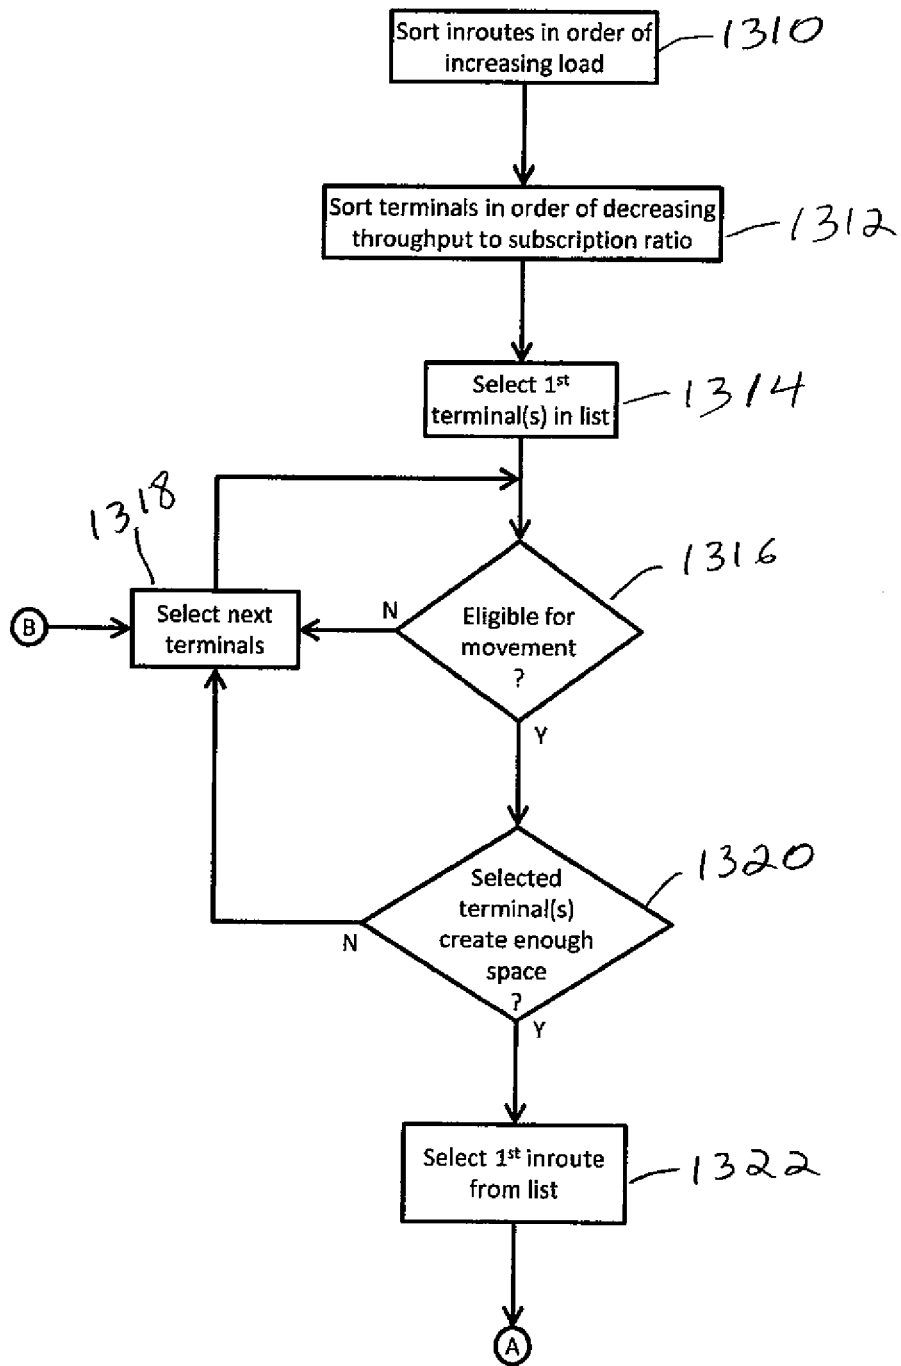 Sort inroutes in order of
increasing load
1310
Sort terminals in order of decreasing
throughput to subscription ratio
1312
Select 1st
terminal(s) in list
1314
1318
Select next
terminals
B
N
Eligible for
movement
?
1316
Y
Selected
terminal(s)
create enough
space
?
1320
N
Y
Select 1st inroute
from list
1322
A